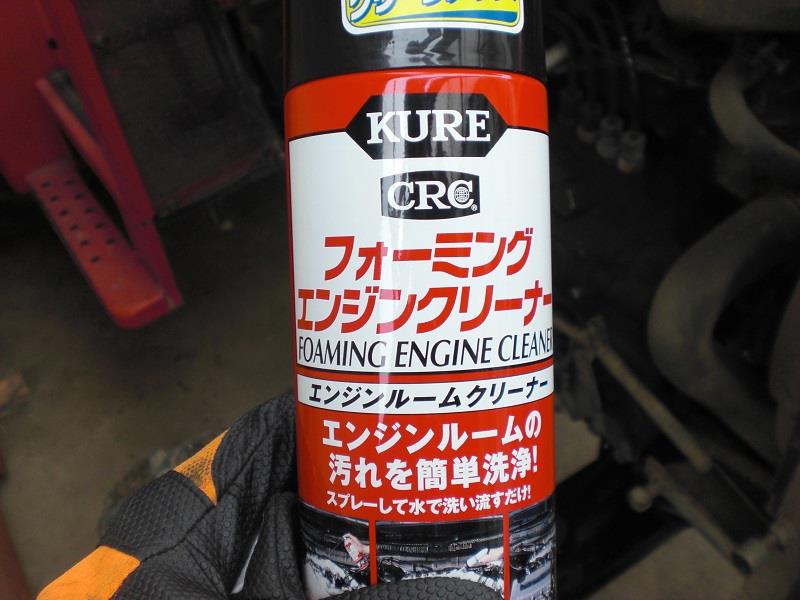 KURE
CRC®
フォーミング
エンジンクリーナー
FOAMING ENGINE CLEANER
エンジンルームクリーナー
エンジンルームの
汚れを簡単洗浄!
スプレーして水で洗い流すだけ!